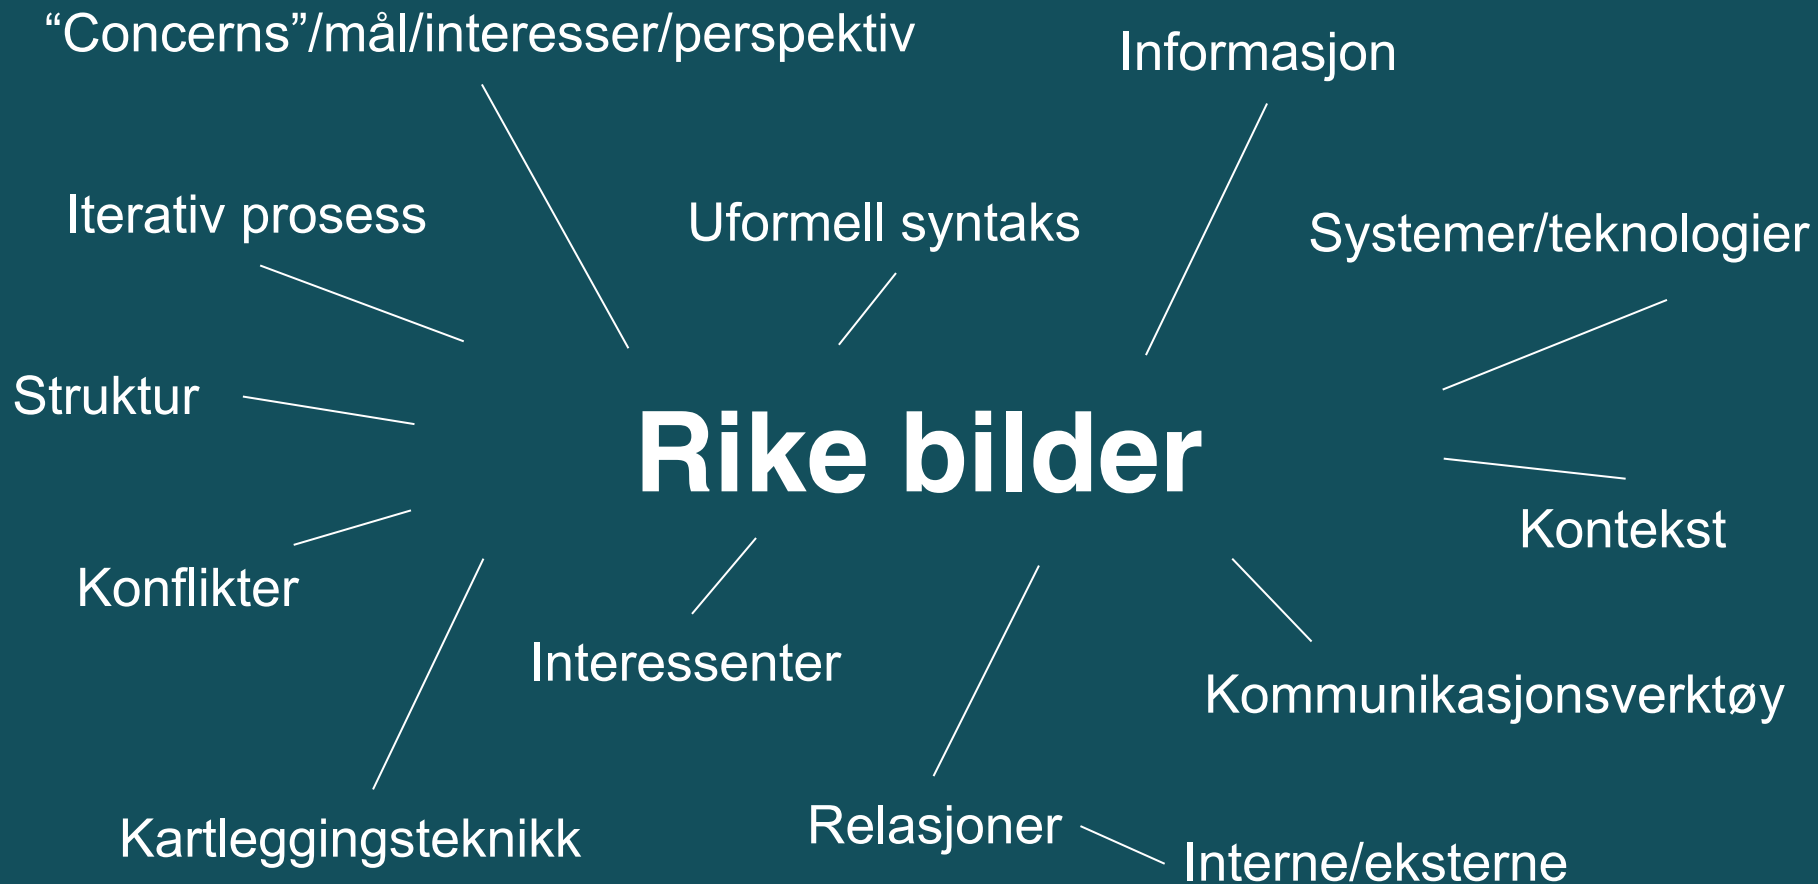 “Concerns”/mål/interesser/perspektiv
Informasjon
Iterativ prosess
Uformell syntaks
Systemer/teknologier
Struktur
Rike bilder
Kontekst
Konflikter
Interessenter
Kommunikasjonsverktøy
Kartleggingsteknikk
Relasjoner
Interne/eksterne